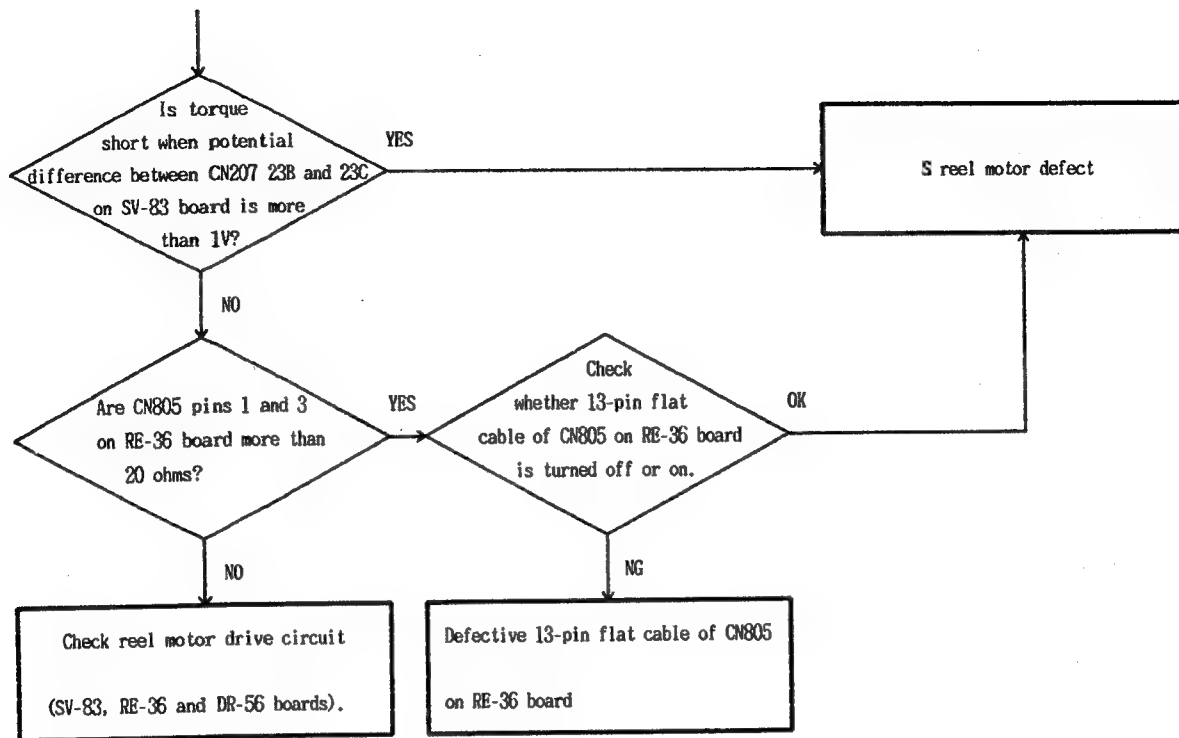 Is torque
short when potential
difference between CN207 23B and 23C
on SV-83 board is more
than 1V?
YES
S reel motor defect
NO
Are CN805 pins 1 and 3
on RE-36 board more than
20 ohms?
YES
Check
whether 13-pin flat
cable of CN805 on RE-36 board
is turned off or on.
OK
NO
NG
Check reel motor drive circuit
(SV-83, RE-36 and DR-56 boards).
Defective 13-pin flat cable of CN805
on RE-36 board